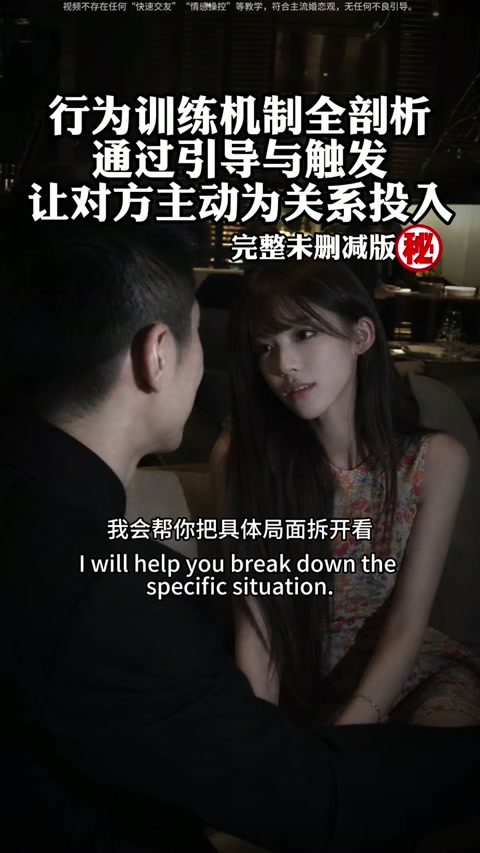 视频不存在任何“快速交友”“情感操控”等教学，符合主流婚恋观，无任何不良引导。
行为训练机制全剖析
通过引导与触发
让对方主动为关系投入
完整未删减版 秘
我会帮你把具体局面拆开看
I will help you break down the
specific situation.